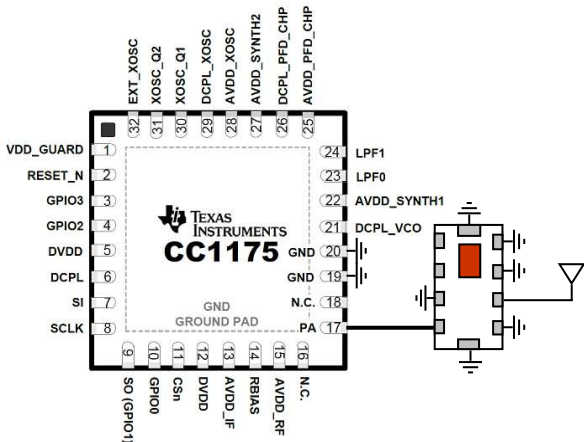 EXT_XOSC
XOSC_Q2
XOSC_Q1
DCPL_XOSC
AVDD_XOSC
AVDD_SYNTH2
DCPL_PFD_CHP
AVDD_PFD_CHP
32 31 30 29 28 27 26 25
VDD_GUARD 1
RESET_N 2
GPIO3 3
GPIO2 4
DVDD 5
DCPL 6
SI 7
SCLK 8
24 LPF1
23 LPF0
22 AVDD_SYNTH1
21 DCPL_VCO
GND 20
GND 19
N.C. 18
PA 17
TEXAS
INSTRUMENTS
CC1175
GND
GROUND PAD
9 10 11 12 13 14 15 16
SO (GPIO1)
GPIO0
CSn
DVDD
AVDD_IF
RBIAS
AVDD_RF
N.C.